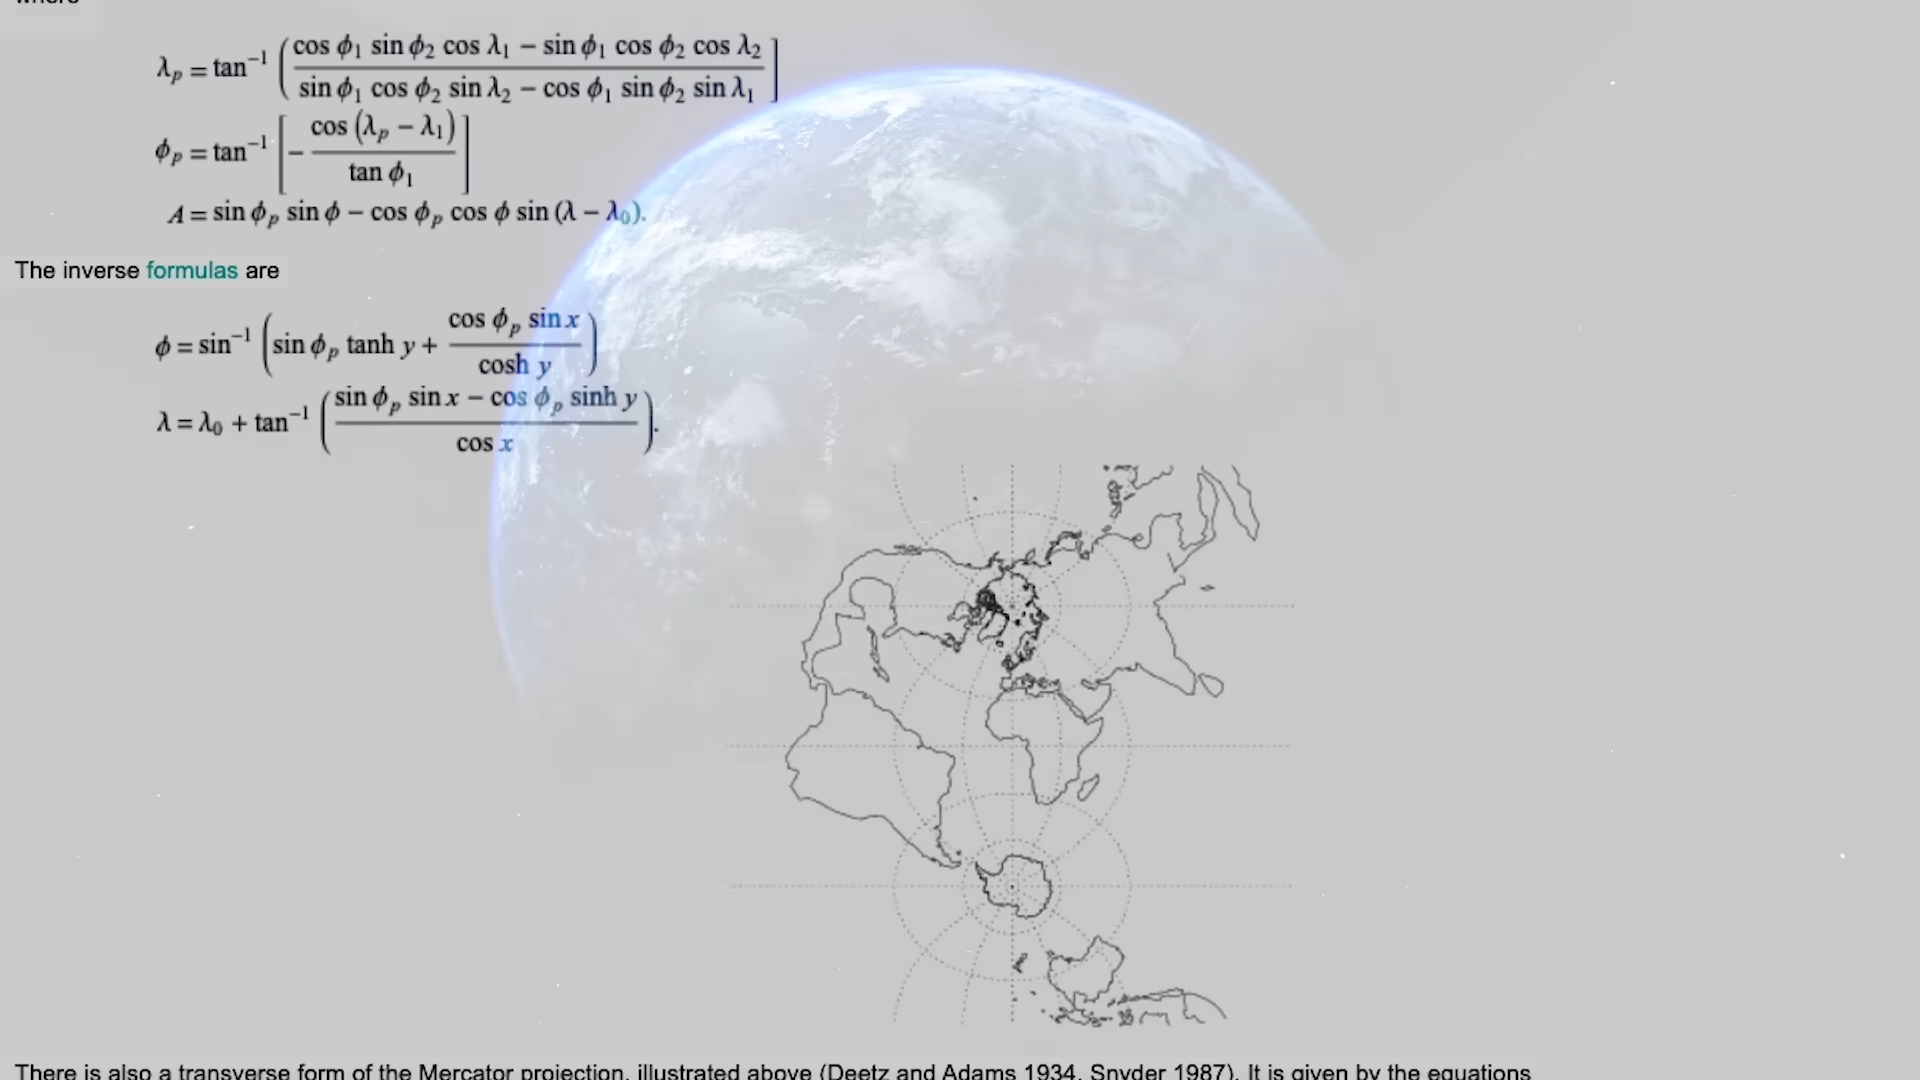 where
λₚ = tan⁻¹ ( (cos ϕ₁ sin ϕ₂ cos λ₁ − sin ϕ₁ cos ϕ₂ cos λ₂) / (sin ϕ₁ cos ϕ₂ sin λ₂ − cos ϕ₁ sin ϕ₂ sin λ₁) ]
ϕₚ = tan⁻¹ [ − cos (λₚ − λ₁) / tan ϕ₁ ]
A = sin ϕₚ sin ϕ − cos ϕₚ cos ϕ sin (λ − λ₀).
The inverse formulas are
ϕ = sin⁻¹ ( sin ϕₚ tanh y + (cos ϕₚ sin x) / (cosh y) )
λ = λ₀ + tan⁻¹ ( (sin ϕₚ sin x − cos ϕₚ sinh y) / (cos x) ).
There is also a transverse form of the Mercator projection, illustrated above (Deetz and Adams 1934, Snyder 1987). It is given by the equations